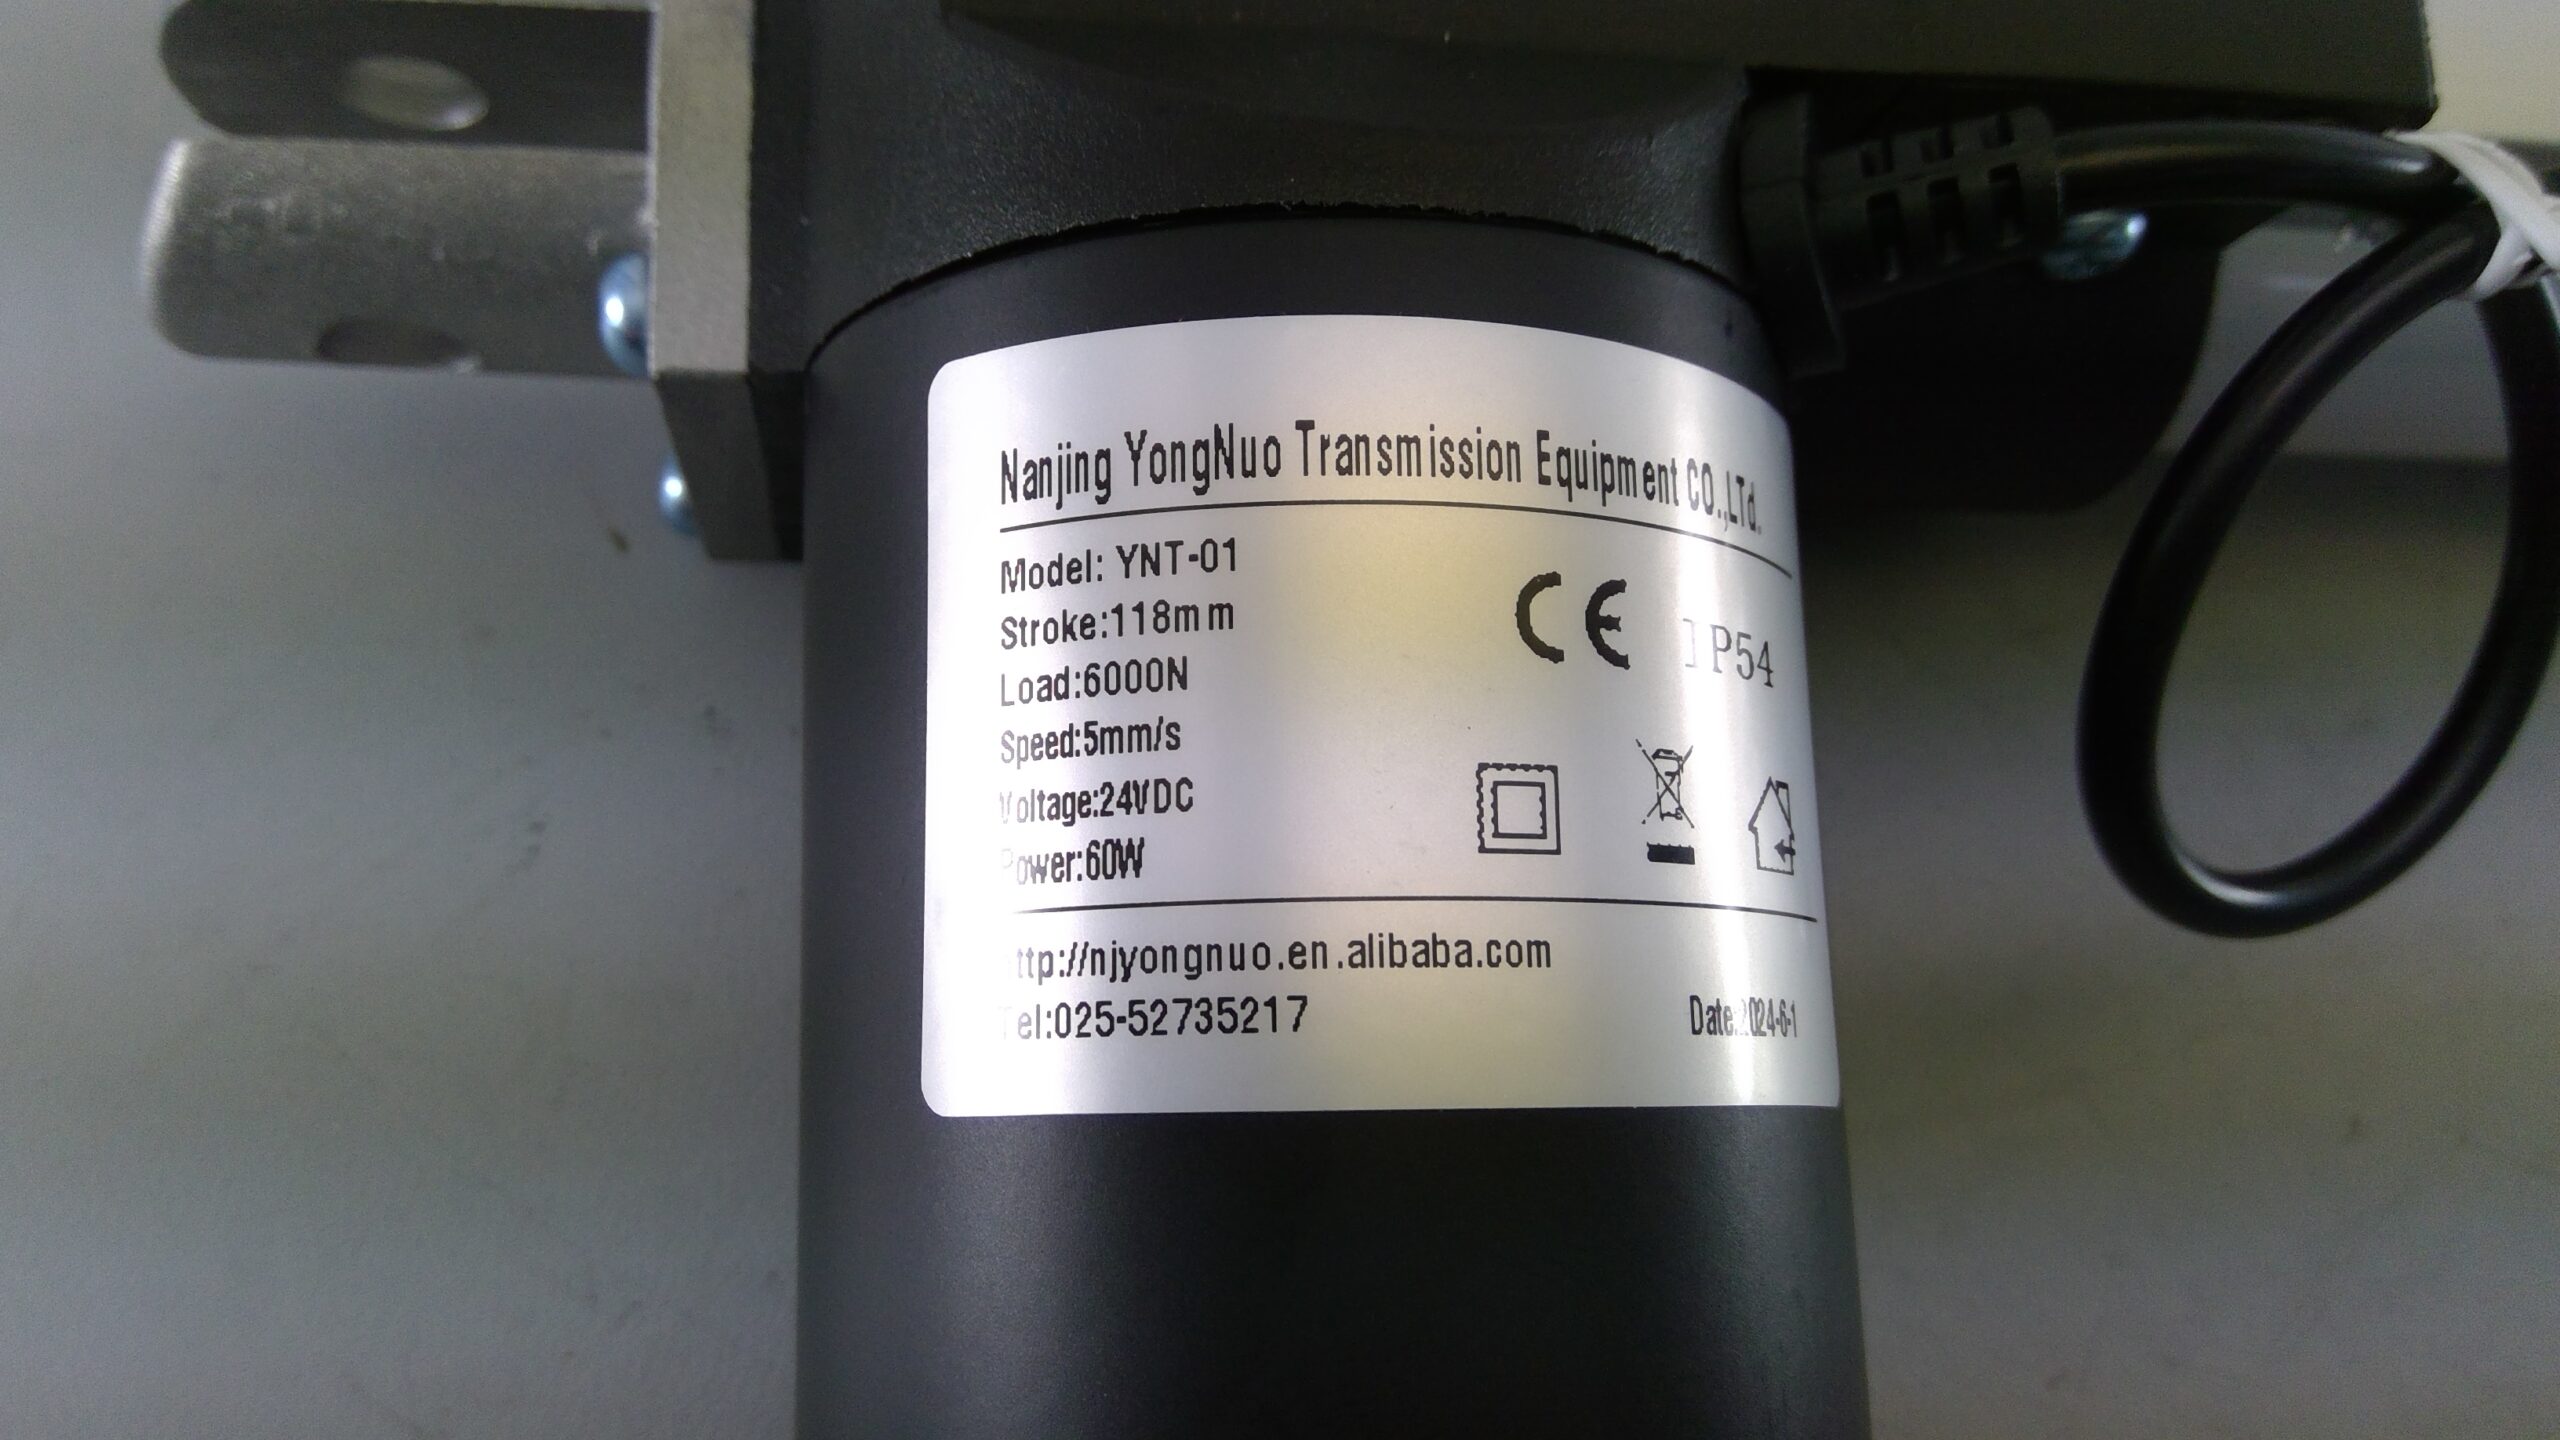 Nanjing YongNuo Transmission Equipment CO.,LTd.
Model: YNT-01
Stroke:118mm
Load:6000N
Speed:5mm/s
Voltage:24VDC
Power:60W
CE IP54
http://njyongnuo.en.alibaba.com
Tel:025-52735217
Date:2024-6-1